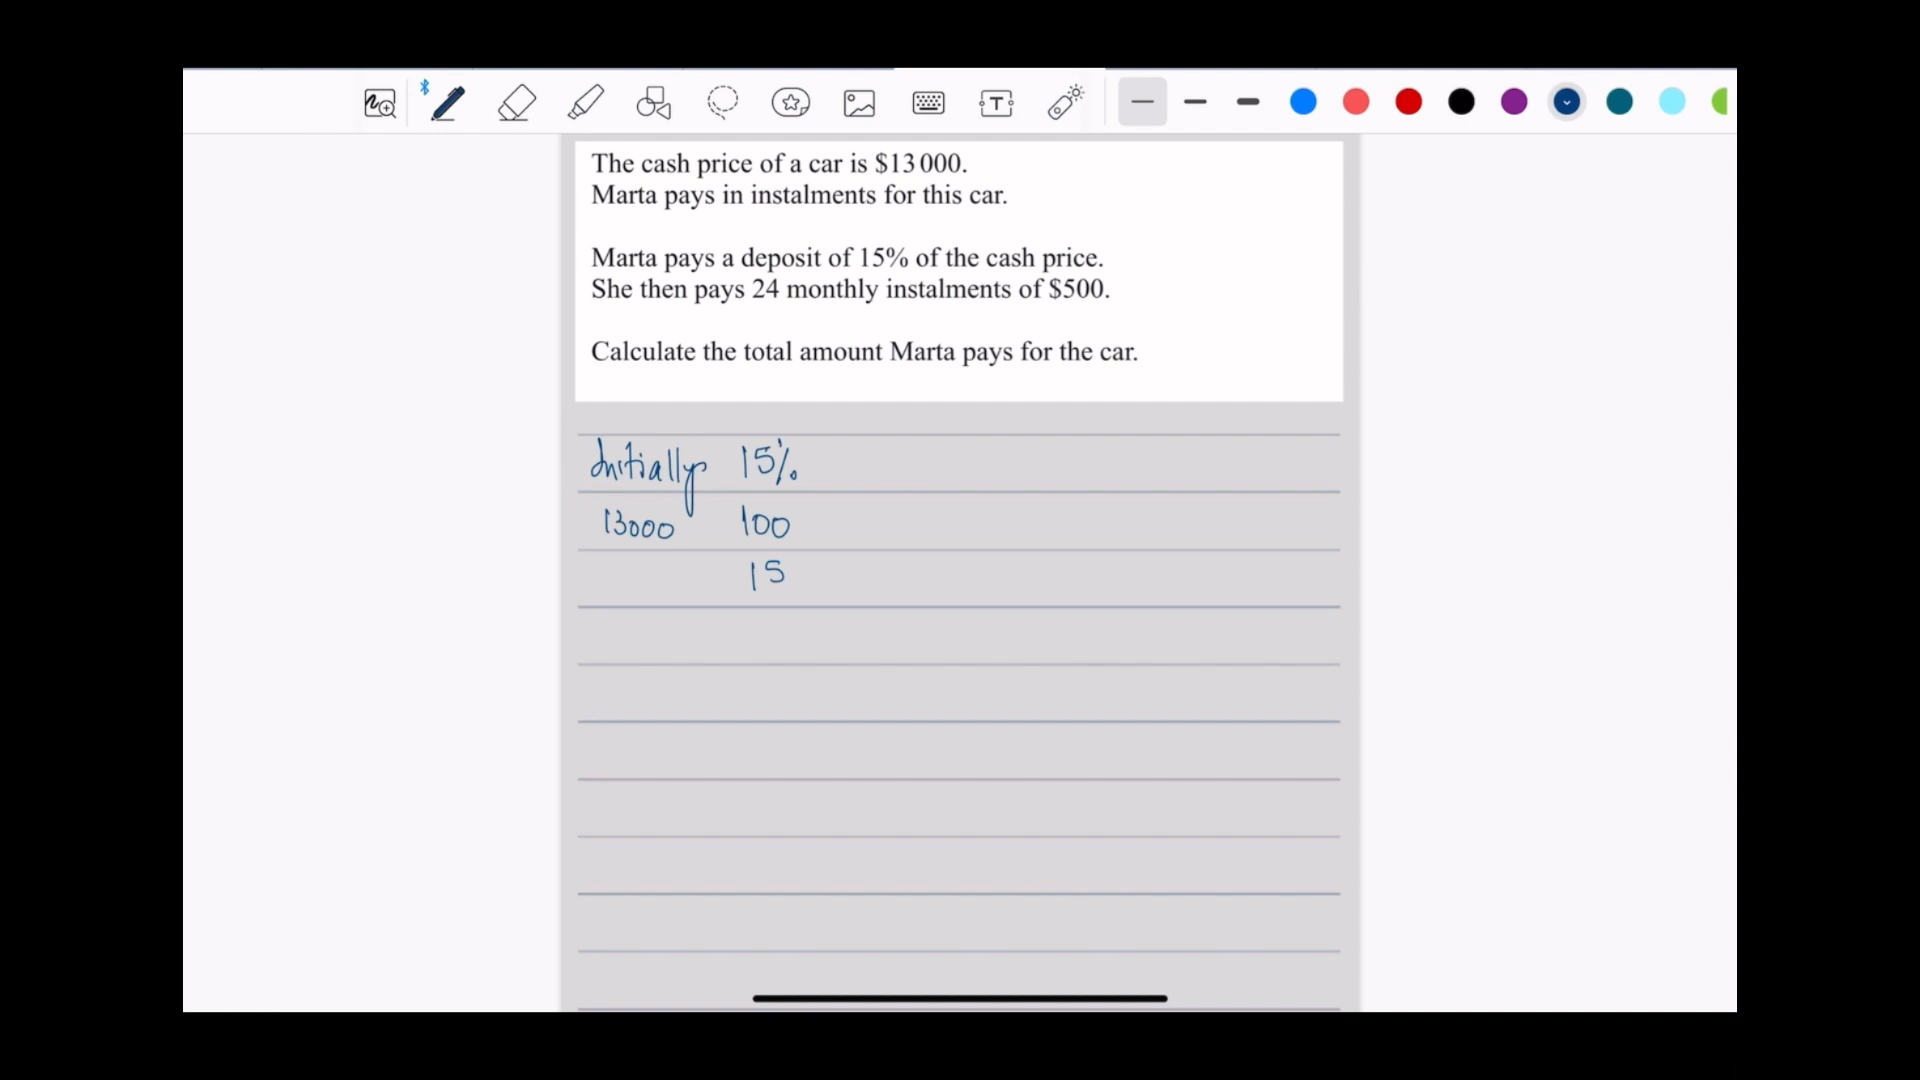 The cash price of a car is $13 000.
Marta pays in instalments for this car.
Marta pays a deposit of 15% of the cash price.
She then pays 24 monthly instalments of $500.
Calculate the total amount Marta pays for the car.
Initially 15%
13000 100
15